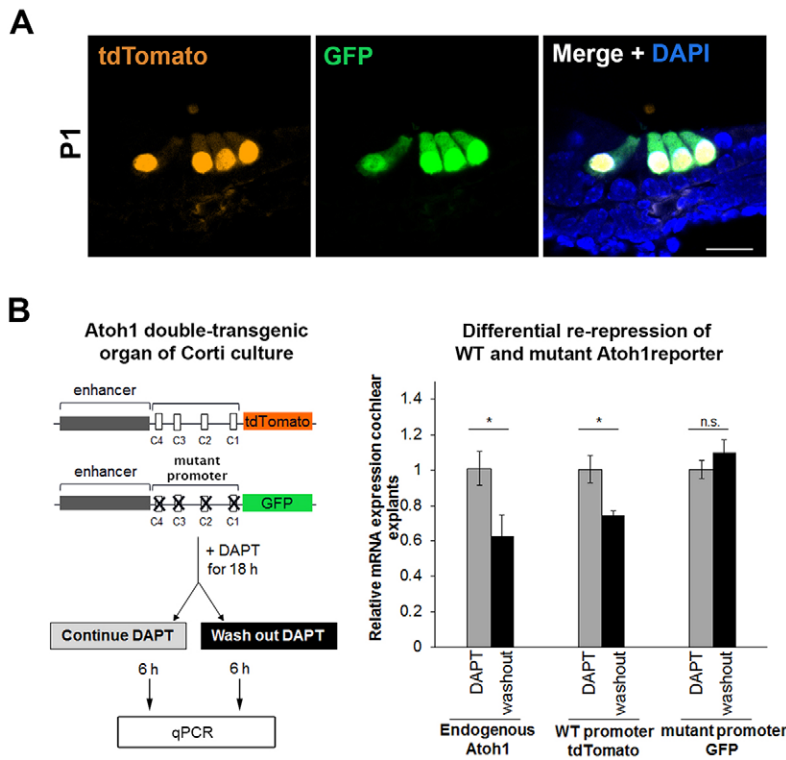 A
tdTomato
GFP
Merge + DAPI
P1
B
Atoh1 double-transgenic
organ of Corti culture
enhancer
tdTomato
C4 C3 C2 C1
enhancer
mutant
promoter
GFP
C4 C3 C2 C1
+ DAPT
for 18 h
Continue DAPT
Wash out DAPT
6 h
6 h
qPCR
Differential re-repression of
WT and mutant Atoh1reporter
Relative mRNA expression cochlear
explants
1.4
1.2
1
0.8
0.6
0.4
0.2
0
*
*
n.s.
DAPT
washout
DAPT
washout
DAPT
washout
Endogenous
Atoh1
WT promoter
tdTomato
mutant promoter
GFP